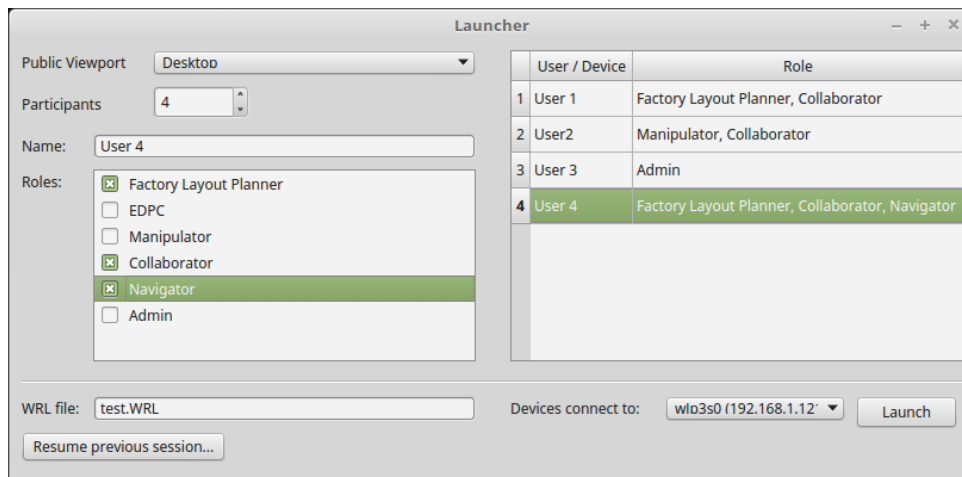 Launcher
Public Viewport Desktop
Participants 4
Name: User 4
Roles:
Factory Layout Planner
EDPC
Manipulator
Collaborator
Navigator
Admin
User / Device Role
1 User 1 Factory Layout Planner, Collaborator
2 User2 Manipulator, Collaborator
3 User 3 Admin
4 User 4 Factory Layout Planner, Collaborator, Navigator
WRL file: test.WRL
Devices connect to: wlp3s0 (192.168.1.12
Launch
Resume previous session...